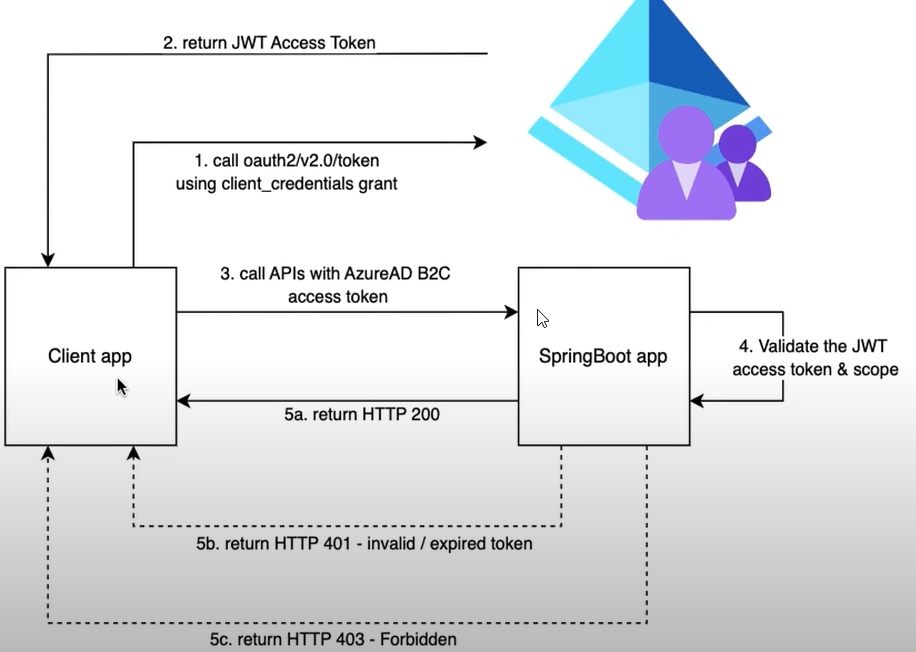 2. return JWT Access Token
1. call oauth2/v2.0/token
using client_credentials grant
3. call APIs with AzureAD B2C
access token
Client app
SpringBoot app
4. Validate the JWT
access token & scope
5a. return HTTP 200
5b. return HTTP 401 - invalid / expired token
5c. return HTTP 403 - Forbidden